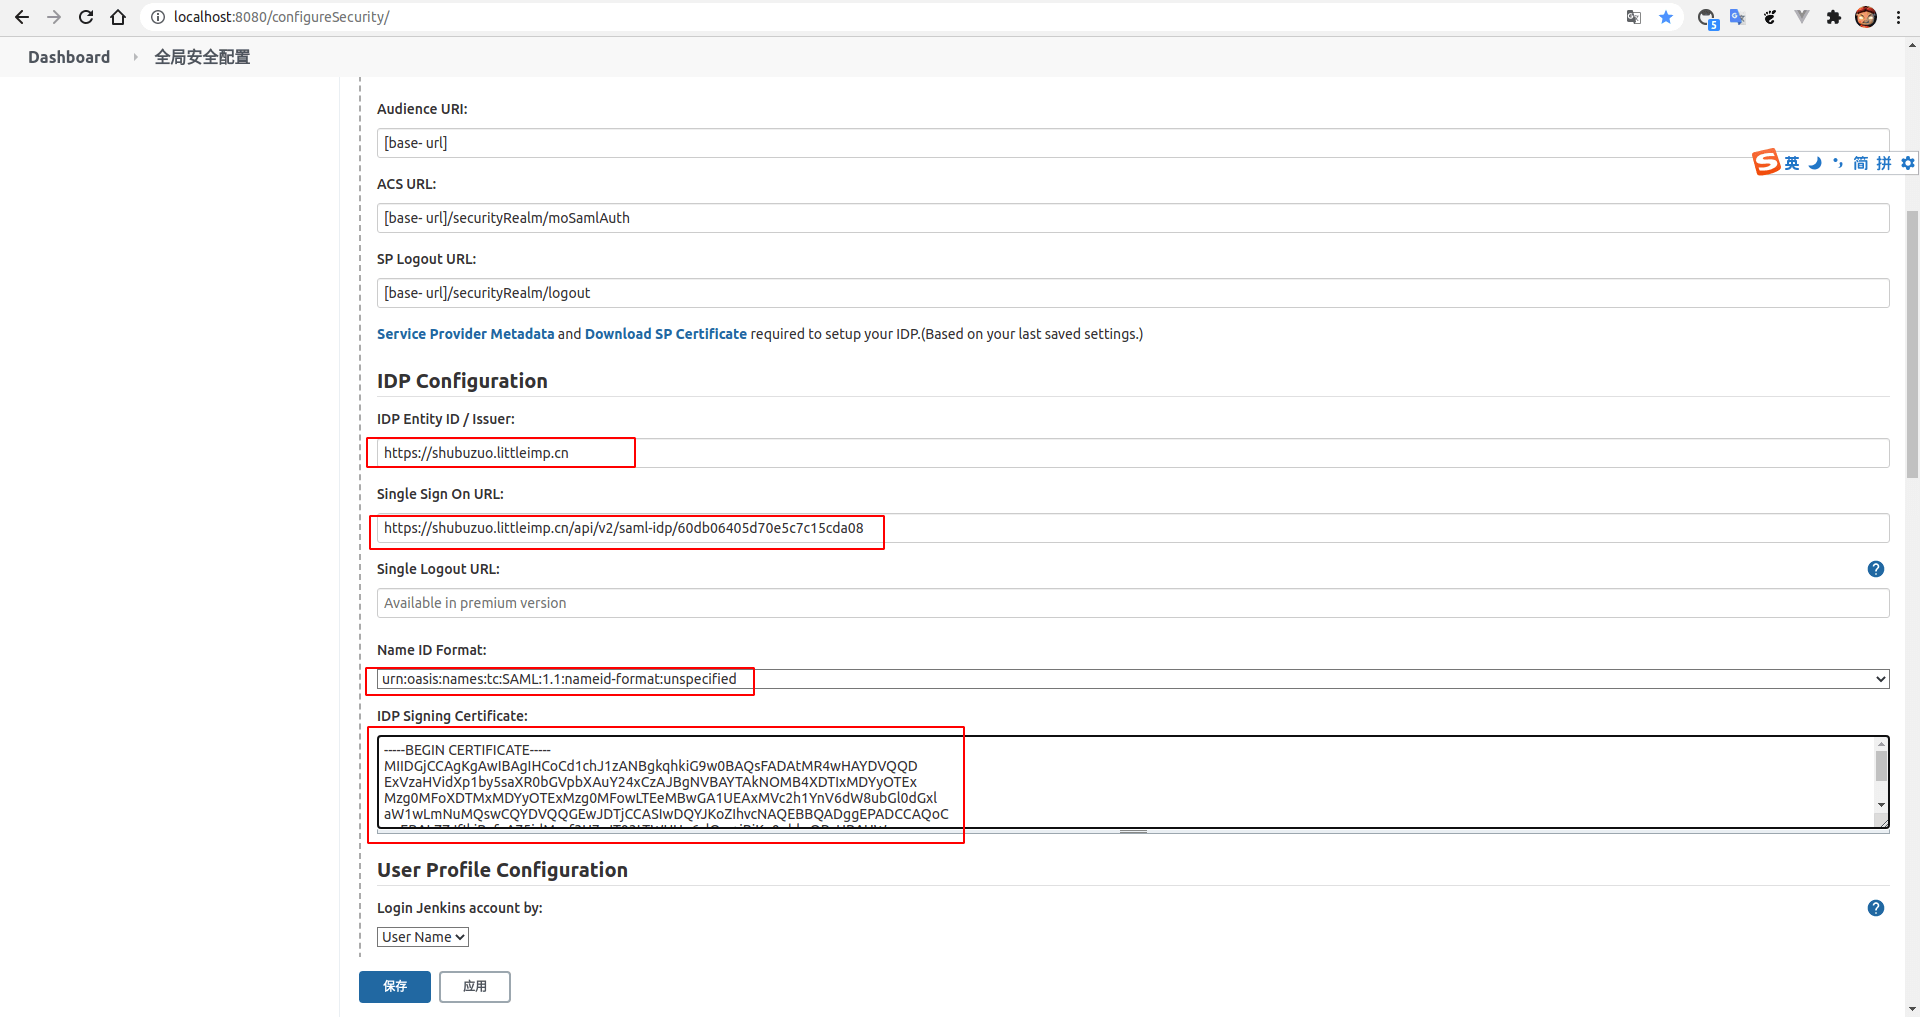 localhost:8080/configureSecurity/
5
Dashboard 全局安全配置
Audience URI:
[base- url]
英 简 拼
ACS URL:
[base- url]/securityRealm/moSamlAuth
SP Logout URL:
[base- url]/securityRealm/logout
Service Provider Metadata and Download SP Certificate required to setup your IDP.(Based on your last saved settings.)
IDP Configuration
IDP Entity ID / Issuer:
https://shubuzuo.littleimp.cn
Single Sign On URL:
https://shubuzuo.littleimp.cn/api/v2/saml-idp/60db06405d70e5c7c15cda08
Single Logout URL:
?
Available in premium version
Name ID Format:
urn:oasis:names:tc:SAML:1.1:nameid-format:unspecified
IDP Signing Certificate:
-----BEGIN CERTIFICATE-----
MIIDGjCCAgKgAwIBAgIHCoCd1chJ1zANBgkqhkiG9w0BAQsFADAtMR4wHAYDVQQD
ExVzaHVidXp1by5saXR0bGVpbXAuY24xCzAJBgNVBAYTAkNOMB4XDTIxMDYyOTEx
Mzg0MFoXDTMxMDYyOTExMzg0MFowLTEeMBwGA1UEAxMVc2h1YnV6dW8ubGl0dGxl
aW1wLmNuMQswCQYDVQQGEwJDTjCCASIwDQYJKoZIhvcNAQEBBQADggEPADCCAQoC
User Profile Configuration
Login Jenkins account by:
?
User Name
保存 应用